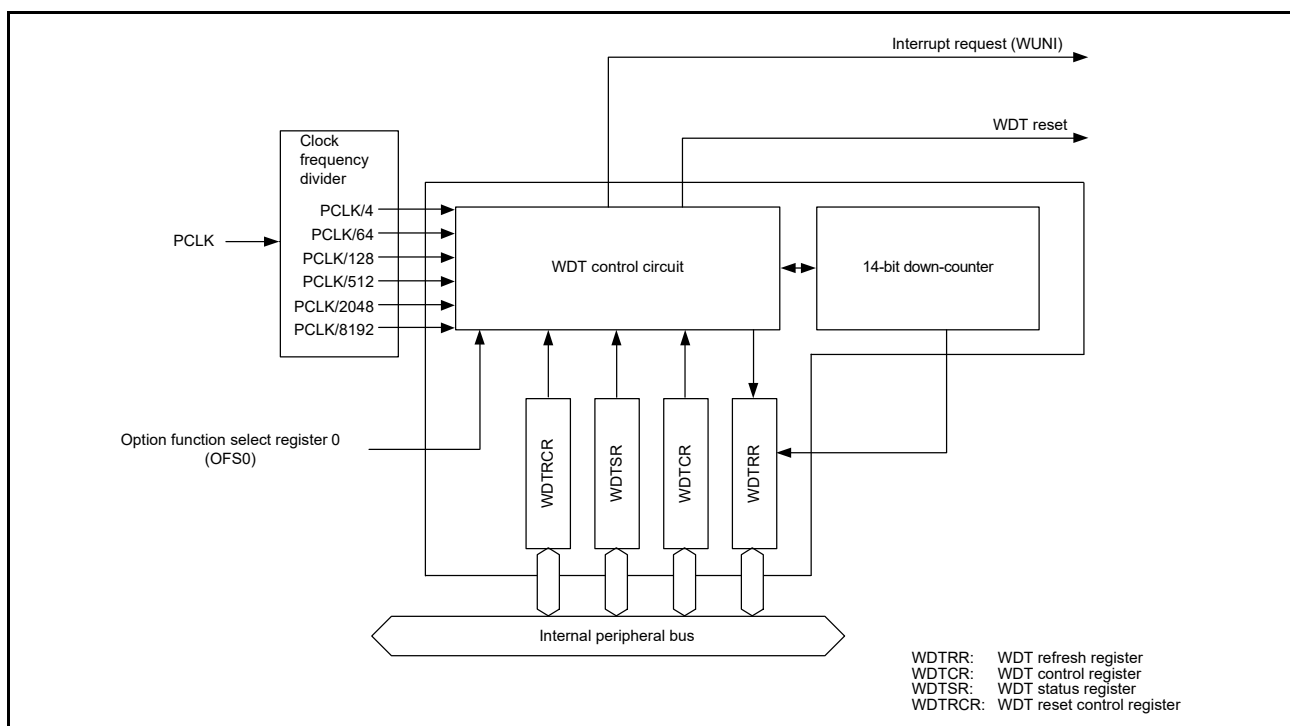 Interrupt request (WUNI)
WDT reset
Clock
frequency
divider
PCLK/4
PCLK/64
PCLK/128
PCLK/512
PCLK/2048
PCLK/8192
PCLK
WDT control circuit
14-bit down-counter
Option function select register 0
(OFS0)
WDTRCR
WDTSR
WDTCR
WDTRR
Internal peripheral bus
WDTRR: WDT refresh register
WDTCR: WDT control register
WDTSR: WDT status register
WDTRCR: WDT reset control register